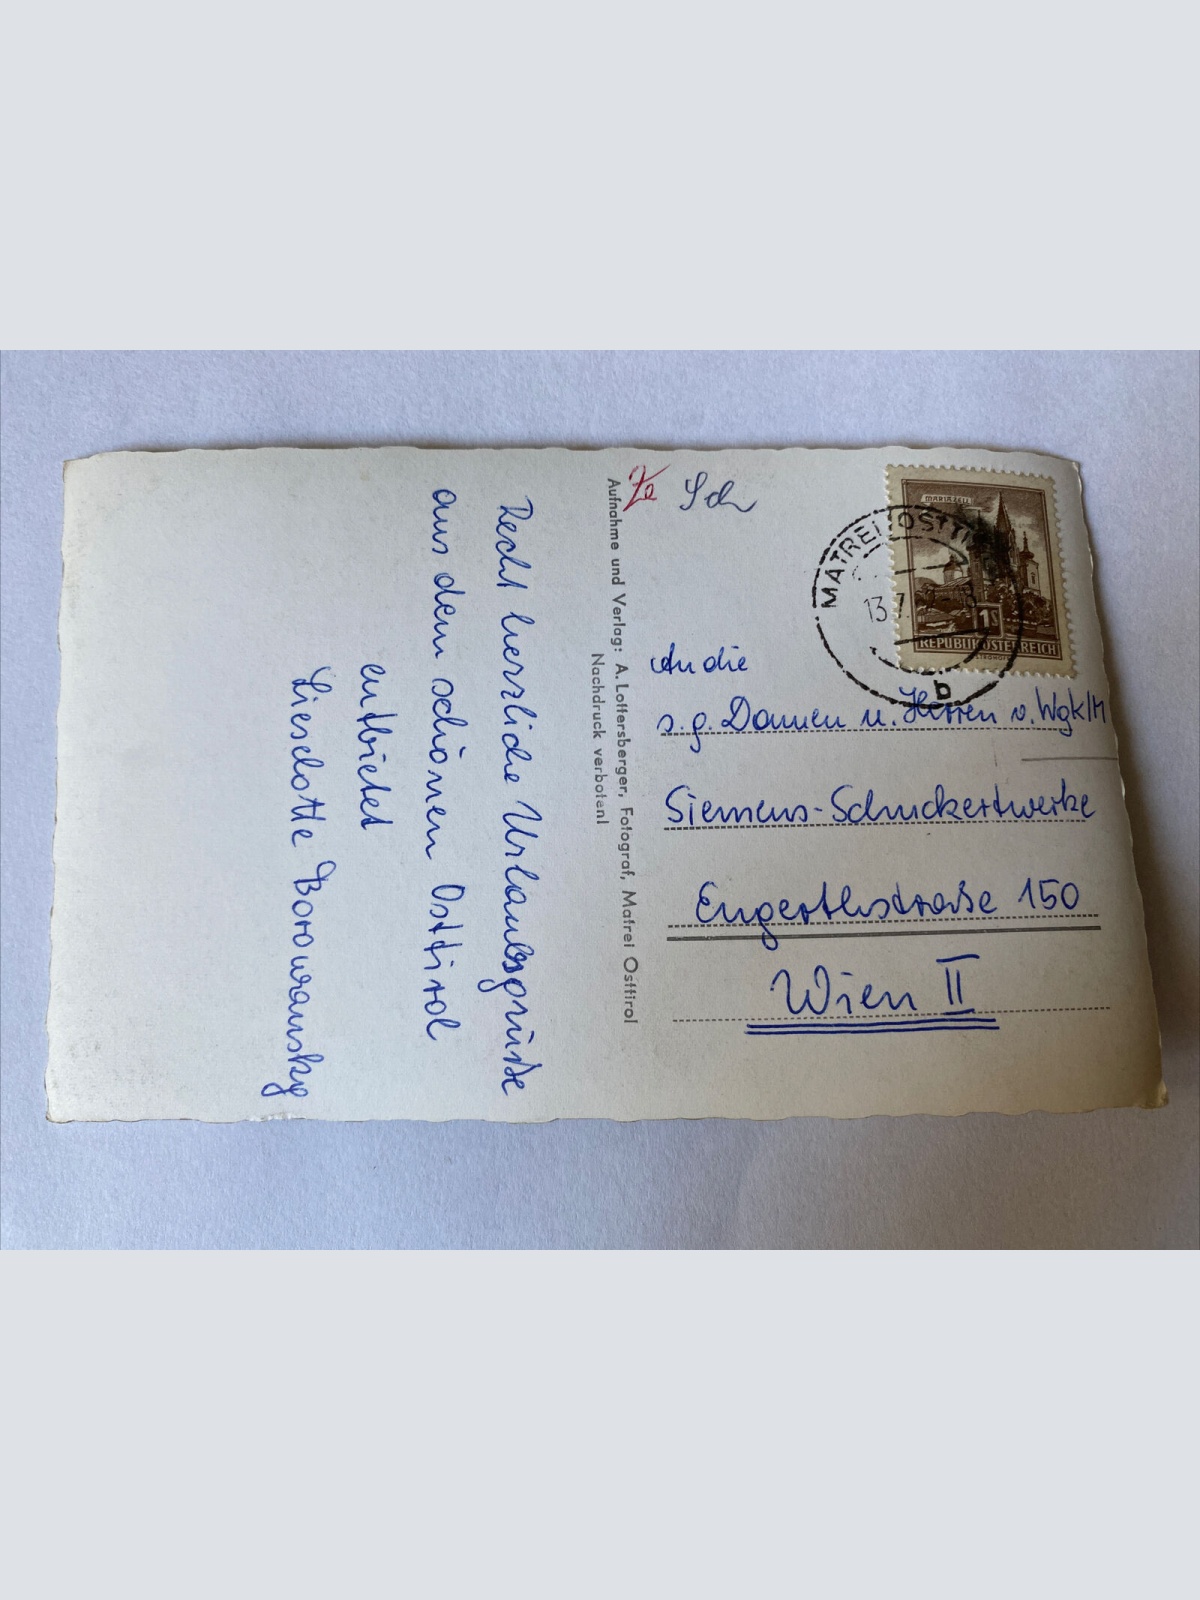 Recht herzliche Urlaubsgrüße
aus dem schönen Osttirol
entbietet
Lieselotte Borowansky
Aufnahme und Verlag: A. Lottersberger, Fotograf, Matrei Osttirol
Nachdruck verboten!
Sch
MARIAZELL
1S
REPUBLIK ÖSTERREICH
MATREI OSTTIROL
13.7.
b
An die
s.g. Damen u. Herren v. Wgk/M
Siemens-Schuckertwerke
Engerthstraße 150
Wien II